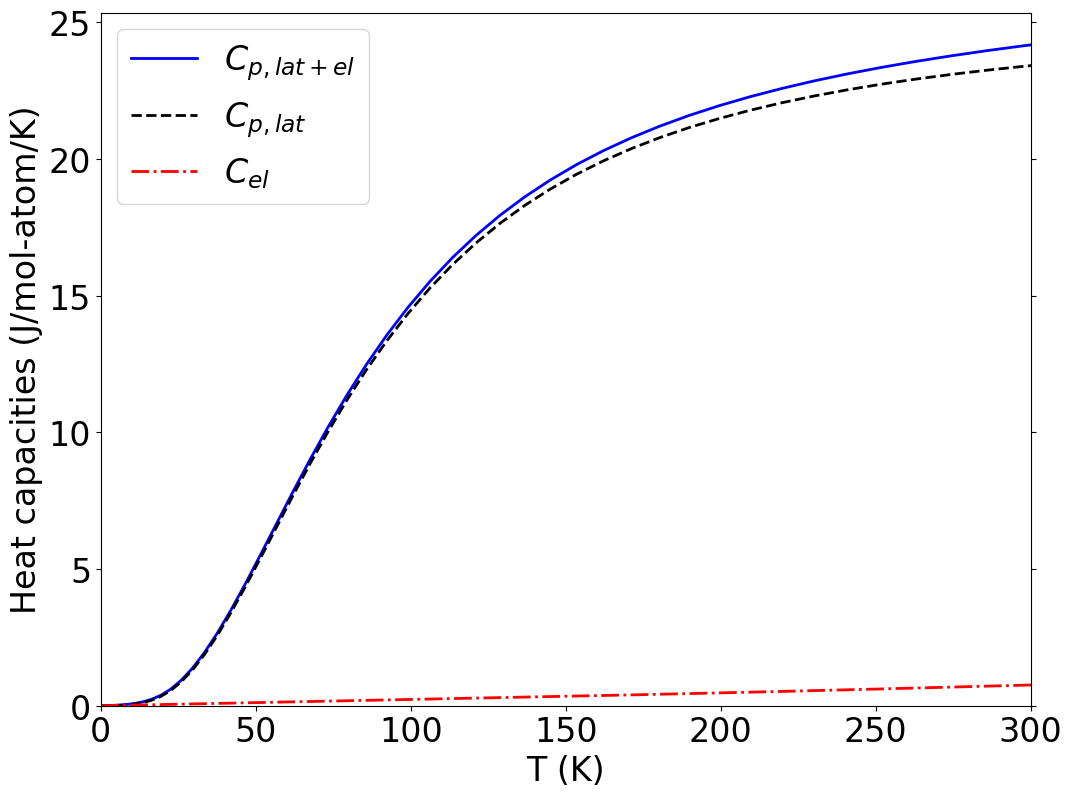 25
20
15
10
5
0
0 50 100 150 200 250 300
Heat capacities (J/mol-atom/K)
T (K)
C_{p, lat+el}
C_{p, lat}
C_{el}